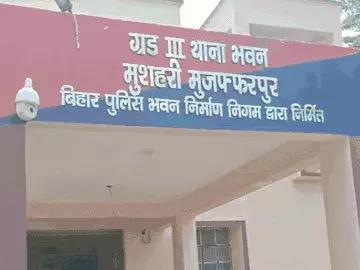 ग्रेड III थाना भवन
मुशहरी मुजफ्फरपुर
बिहार पुलिस भवन निर्माण निगम द्वारा निर्मित